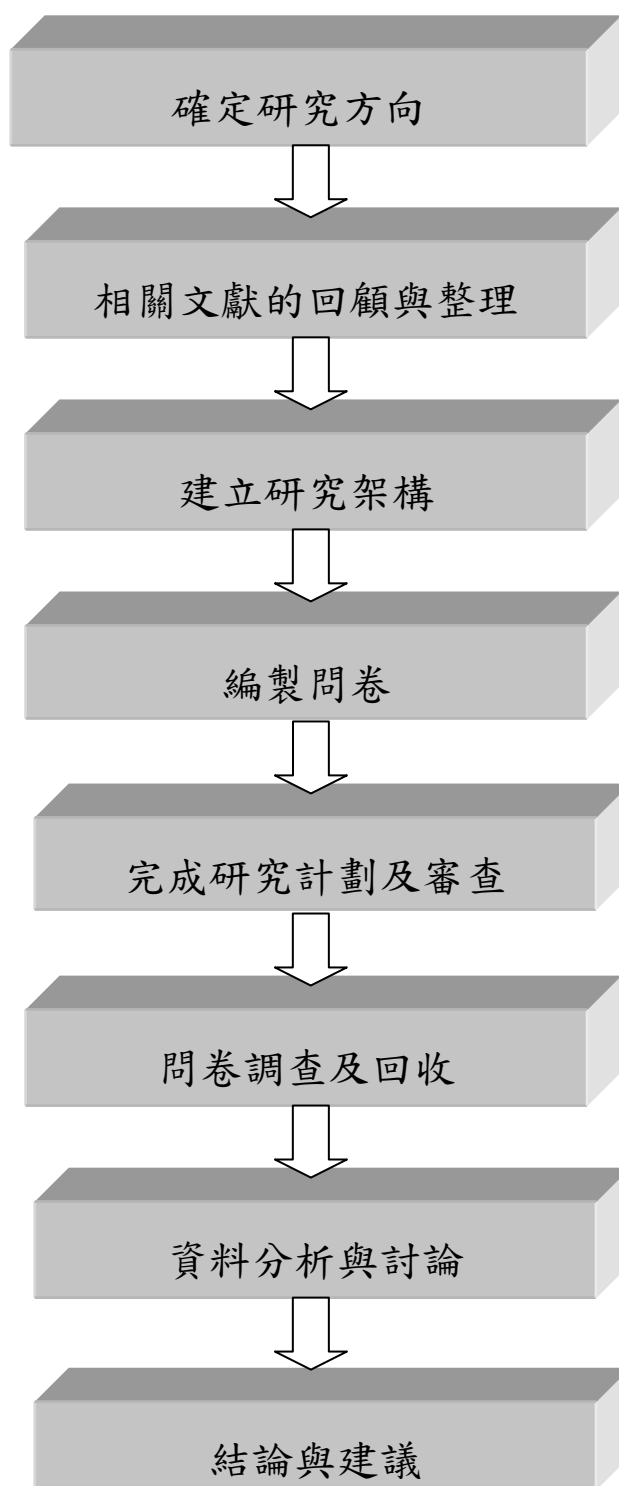 確定研究方向
相關文獻的回顧與整理
建立研究架構
編製問卷
完成研究計劃及審查
問卷調查及回收
資料分析與討論
結論與建議